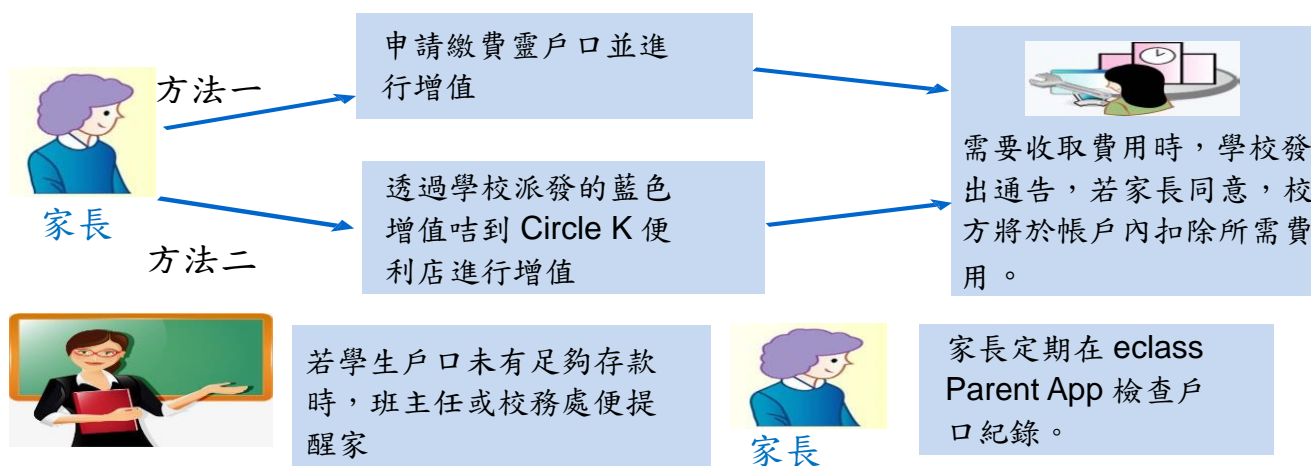 方法一
申請繳費靈戶口並進
行增值
家長
方法二
透過學校派發的藍色
增值咭到 Circle K 便
利店進行增值
需要收取費用時，學校發
出通告，若家長同意，校
方將於帳戶內扣除所需費
用。
若學生戶口未有足夠存款
時，班主任或校務處便提
醒家
家長
家長定期在 eclass
Parent App 檢查戶
口紀錄。